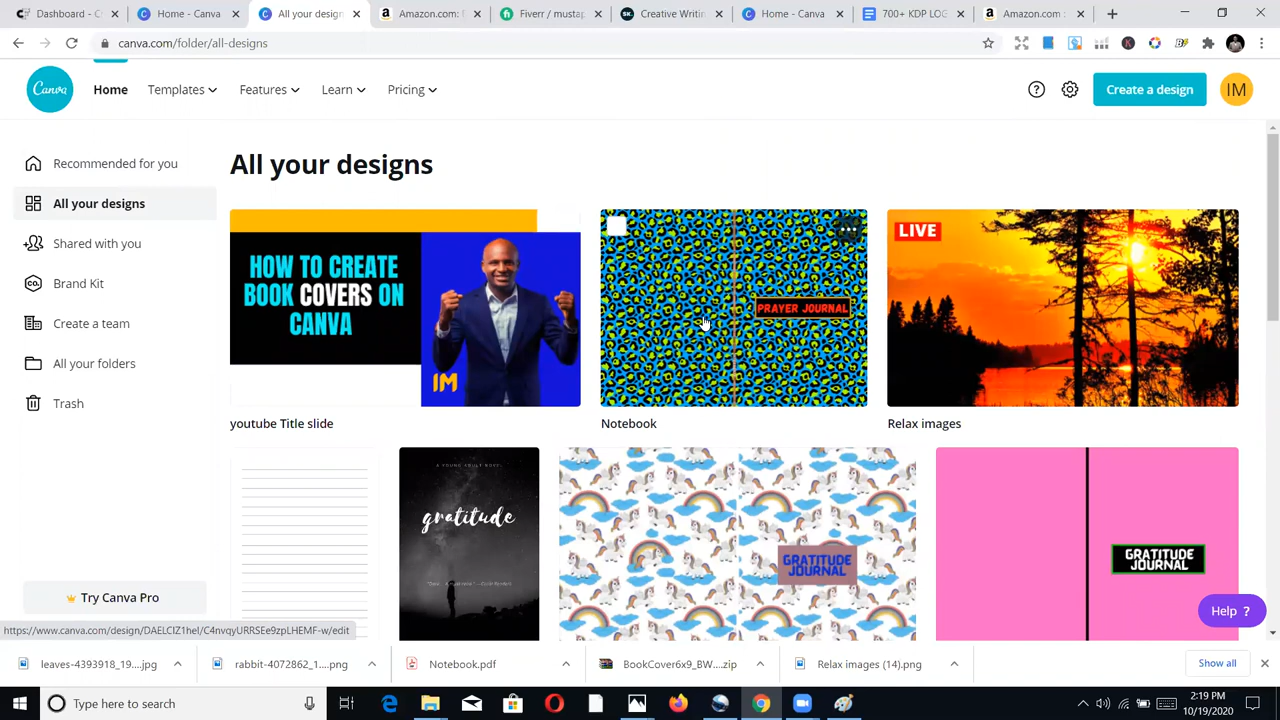 Dashboard - C
Home - Canva
All your desig
Amazon.com: E
Fiverr / mustap
Creative Writin
Home - Canva
700+ KDP LOG
Amazon.com :
canva.com/folder/all-designs
Canva
Home
Templates
Features
Learn
Pricing
Create a design
IM
Recommended for you
All your designs
Shared with you
Brand Kit
Create a team
All your folders
Trash
Try Canva Pro
All your designs
HOW TO CREATE
BOOK COVERS ON
CANVA
IM
PRAYER JOURNAL
LIVE
youtube Title slide
Notebook
Relax images
gratitude
GRATITUDE
JOURNAL
GRATITUDE
JOURNAL
Help ?
https://www.canva.com/design/DAELCIZ1heI/C4nvqyURRSEe9zpLHEMF-w/edit
leaves-4393918_19....jpg
rabbit-4072862_1....png
Notebook.pdf
BookCover6x9_BW....zip
Relax images (14).png
Show all
Type here to search
2:19 PM
10/19/2020